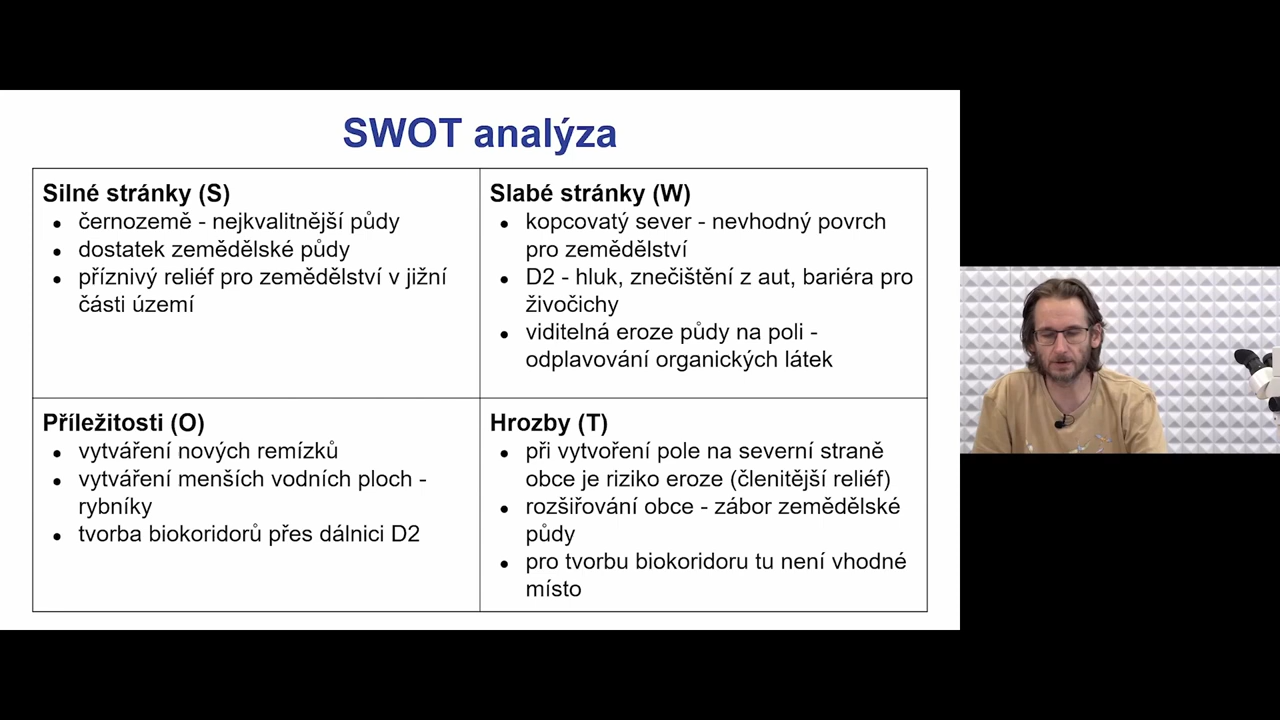 SWOT analýza
Silné stránky (S)
● černozemě - nejkvalitnější půdy
● dostatek zemědělské půdy
● příznivý reliéf pro zemědělství v jižní
části území
Slabé stránky (W)
● kopcovatý sever - nevhodný povrch
pro zemědělství
● D2 - hluk, znečištění z aut, bariéra pro
živočichy
● viditelná eroze půdy na poli -
odplavování organických látek
Příležitosti (O)
● vytváření nových remízků
● vytváření menších vodních ploch -
rybníky
● tvorba biokoridorů přes dálnici D2
Hrozby (T)
● při vytvoření pole na severní straně
obce je riziko eroze (členitější reliéf)
● rozšiřování obce - zábor zemědělské
půdy
● pro tvorbu biokoridoru tu není vhodné
místo